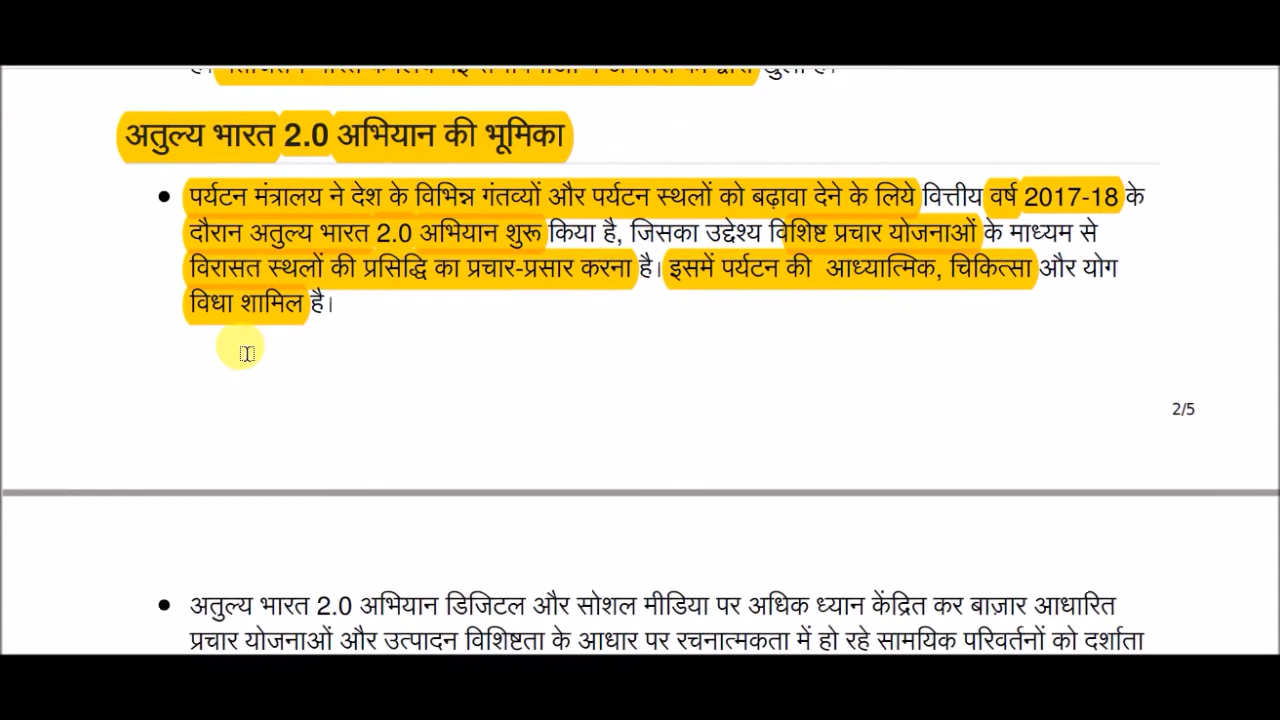 खुला है।
अतुल्य भारत 2.0 अभियान की भूमिका
● पर्यटन मंत्रालय ने देश के विभिन्न गंतव्यों और पर्यटन स्थलों को बढ़ावा देने के लिये वित्तीय वर्ष 2017-18 के
दौरान अतुल्य भारत 2.0 अभियान शुरू किया है, जिसका उद्देश्य विशिष्ट प्रचार योजनाओं के माध्यम से
विरासत स्थलों की प्रसिद्धि का प्रचार-प्रसार करना है। इसमें पर्यटन की आध्यात्मिक, चिकित्सा और योग
विधा शामिल है।
2/5
● अतुल्य भारत 2.0 अभियान डिजिटल और सोशल मीडिया पर अधिक ध्यान केंद्रित कर बाज़ार आधारित
प्रचार योजनाओं और उत्पादन विशिष्टता के आधार पर रचनात्मकता में हो रहे सामयिक परिवर्तनों को दर्शाता